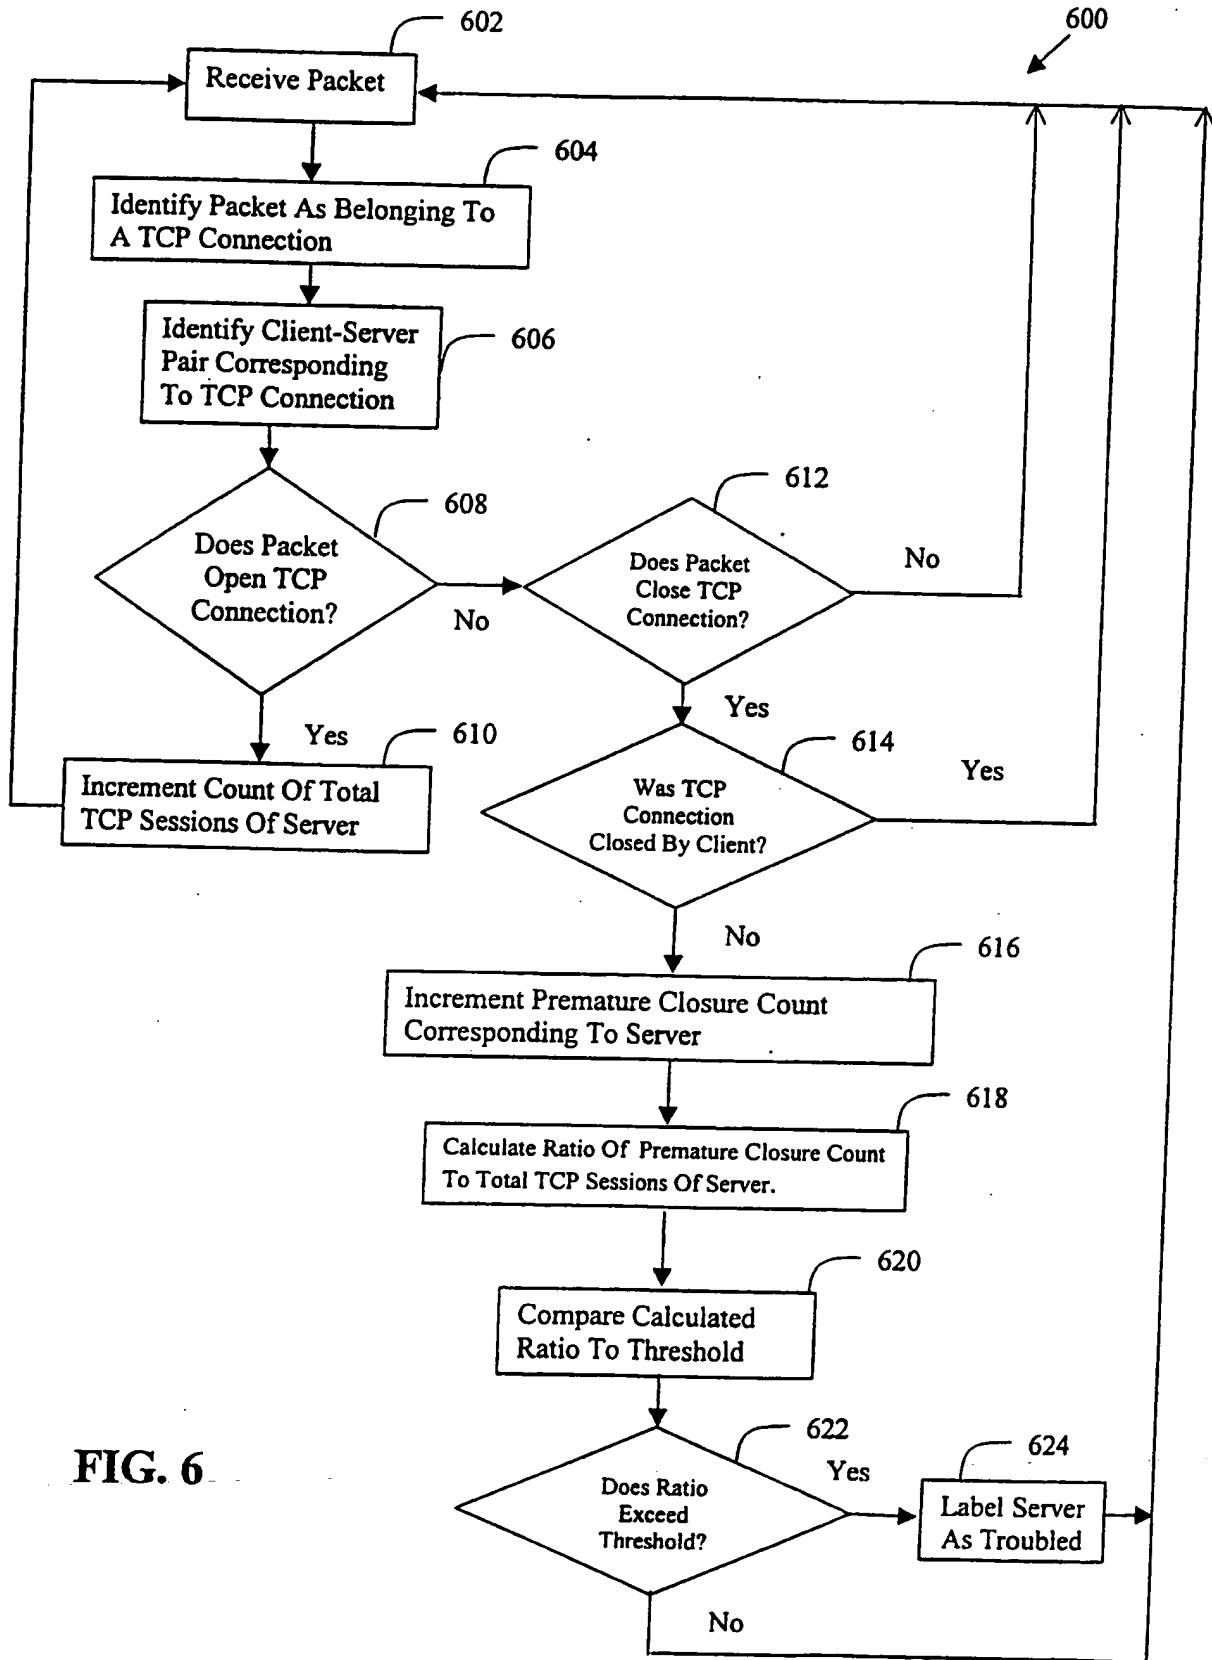 602
600
Receive Packet
604
Identify Packet As Belonging To
A TCP Connection
Identify Client-Server
Pair Corresponding
To TCP Connection
606
608
Does Packet
Open TCP
Connection?
No
612
Does Packet
Close TCP
Connection?
No
Yes
Yes
610
Increment Count Of Total
TCP Sessions Of Server
614
Was TCP
Connection
Closed By Client?
Yes
No
616
Increment Premature Closure Count
Corresponding To Server
618
Calculate Ratio Of Premature Closure Count
To Total TCP Sessions Of Server.
620
Compare Calculated
Ratio To Threshold
622
Does Ratio
Exceed
Threshold?
Yes
624
Label Server
As Troubled
No
FIG. 6